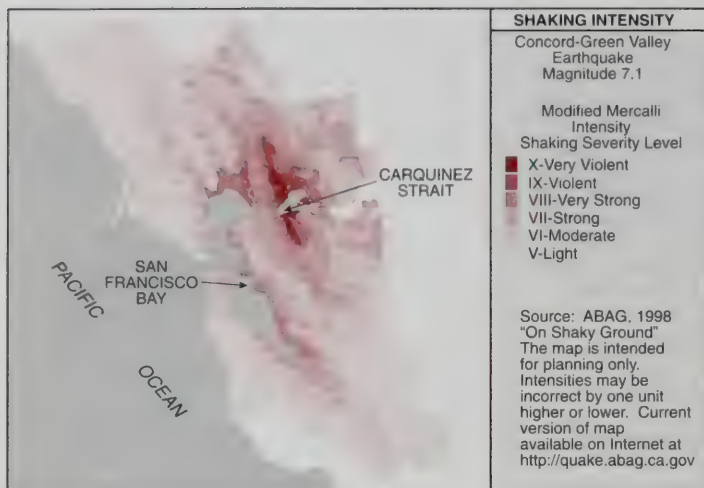 SHAKING INTENSITY
Concord-Green Valley
Earthquake
Magnitude 7.1
Modified Mercalli
Intensity
Shaking Severity Level
X-Very Violent
IX-Violent
VIII-Very Strong
VII-Strong
VI-Moderate
V-Light
Source: ABAG, 1998
"On Shaky Ground"
The map is intended
for planning only.
Intensities may be
incorrect by one unit
higher or lower. Current
version of map
available on Internet at
http://quake.abag.ca.gov
CARQUINEZ
STRAIT
SAN
FRANCISCO
BAY
PACIFIC
OCEAN